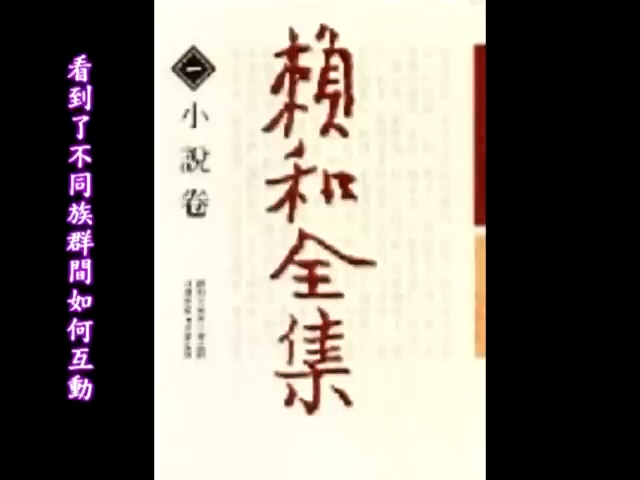 看到了不同族群間如何互動
賴和全集
一
小說卷